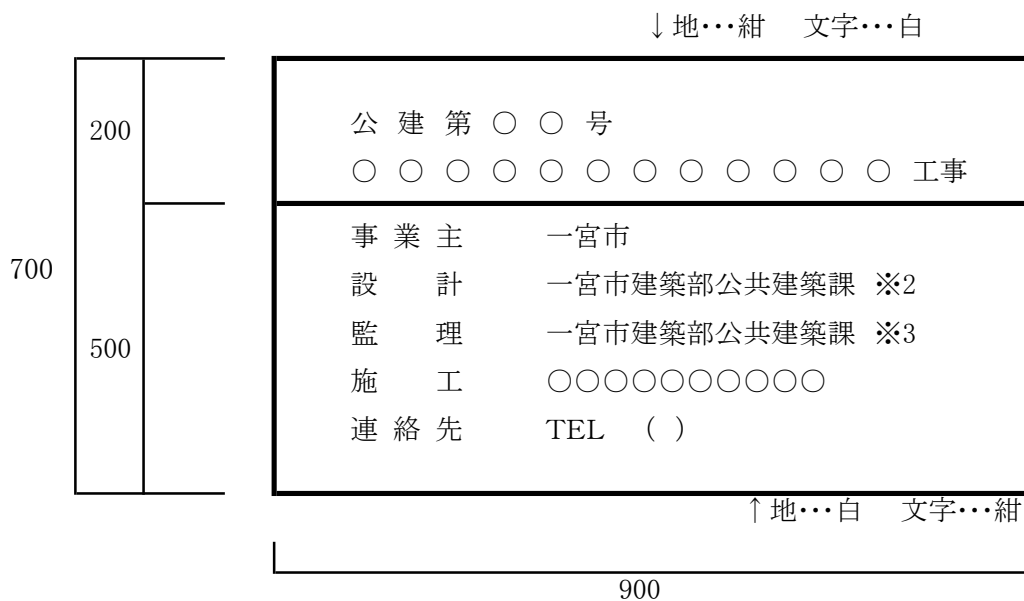 ↓地・・・紺　文字・・・白
200
公 建 第 ○ ○ 号
○ ○ ○ ○ ○ ○ ○ ○ ○ ○ ○ ○ 工事
700
500
事 業 主　一宮市
設　計　一宮市建築部公共建築課 ※2
監　理　一宮市建築部公共建築課 ※3
施　工　○○○○○○○○○○
連 絡 先　TEL　( )
↑地・・・白　文字・・・紺
900